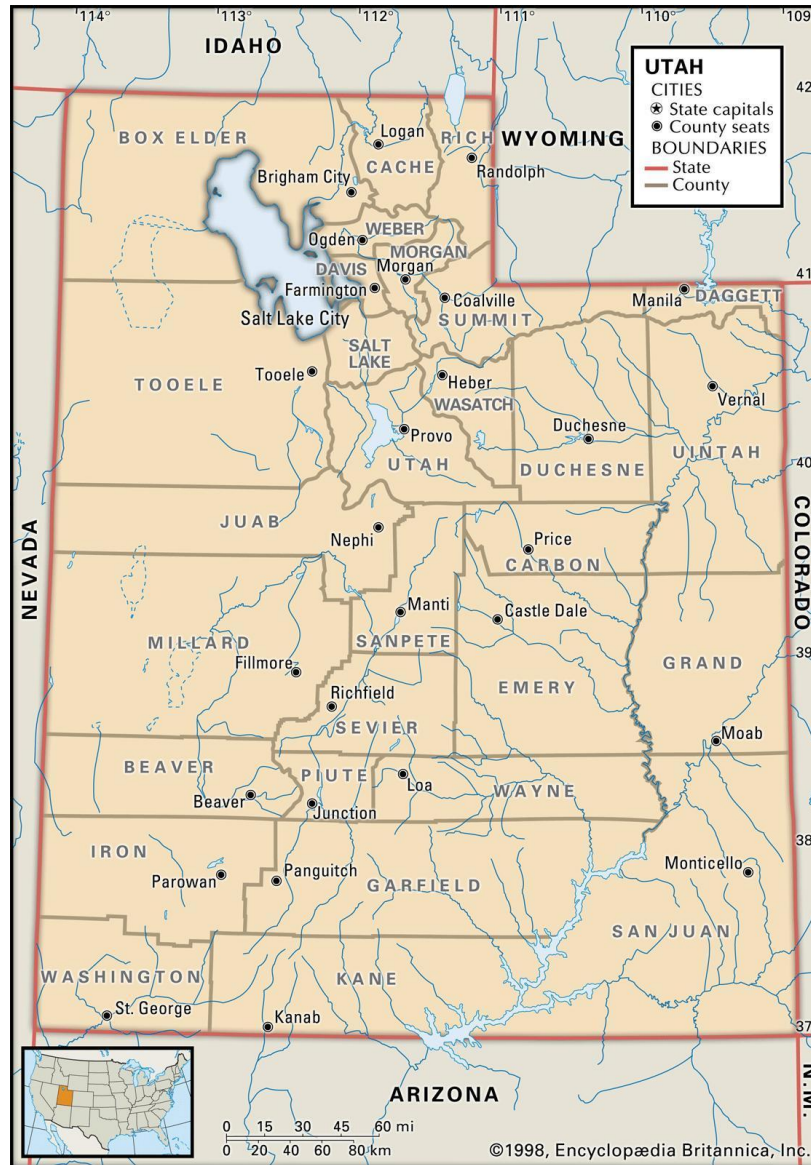 114°
113°
112°
111°
110°
109
IDAHO
42
UTAH
CITIES
State capitals
County seats
BOUNDARIES
State
County
BOX ELDER
Logan
RICH
WYOMING
CACHE
Randolph
Brigham City
WEBER
Ogden
MORGAN
DAVIS
Morgan
41
Farmington
Coalville
Manila
DAGGETT
Salt Lake City
SUMMIT
SALT
LAKE
TOOELE
Tooele
Heber
WASATCH
Vernal
Provo
Duchesne
UINTAH
UTAH
DUCHESNE
40
JUAB
Nephi
Price
CARBON
NEVADA
COLORADO
Manti
Castle Dale
MILLARD
SANPETE
39
Fillmore
GRAND
EMERY
Richfield
SEVIER
Moab
BEAVER
PIUTE
Loa
WAYNE
Beaver
Junction
38
IRON
Parowan
Panguitch
GARFIELD
Monticello
SAN JUAN
WASHINGTON
KANE
St. George
Kanab
37
ARIZONA
N.M.
0 15 30 45 60 mi
0 20 40 60 80 km
©1998, Encyclopædia Britannica, Inc.